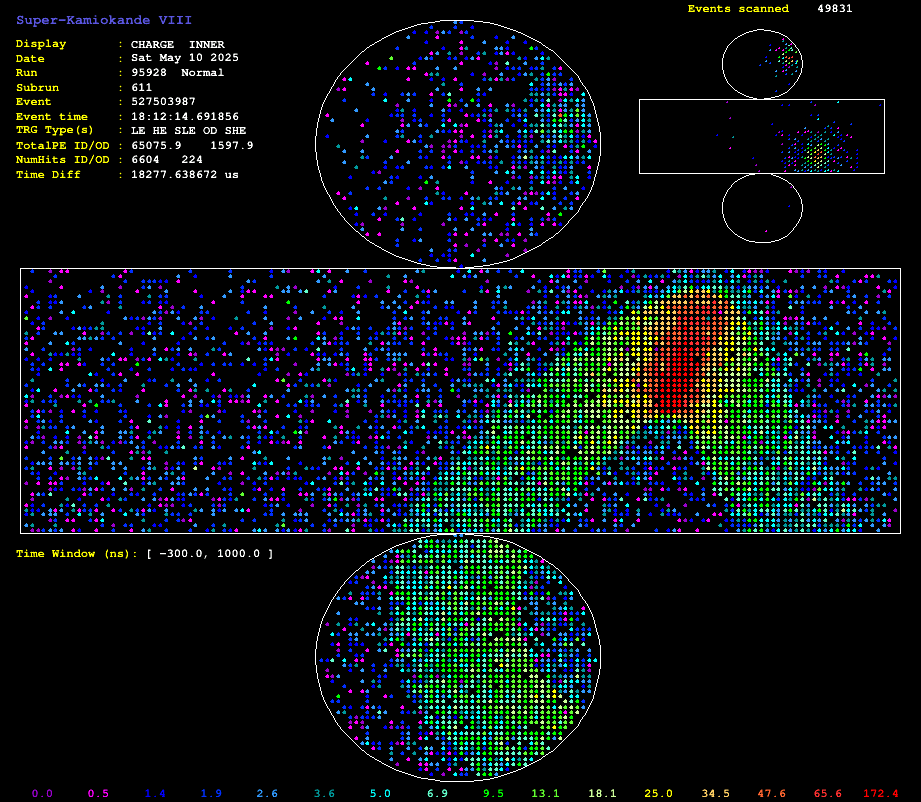 Super-Kamiokande VIII
Events scanned 49831
Display : CHARGE INNER
Date : Sat May 10 2025
Run : 95928 Normal
Subrun : 611
Event : 527503987
Event time : 18:12:14.691856
TRG Type(s) : LE HE SLE OD SHE
TotalPE ID/OD : 65075.9 1597.9
NumHits ID/OD : 6604 224
Time Diff : 18277.638672 us
Time Window (ns): [ -300.0, 1000.0 ]
0.0 0.5 1.4 1.9 2.6 3.6 5.0 6.9 9.5 13.1 18.1 25.0 34.5 47.6 65.6 172.4